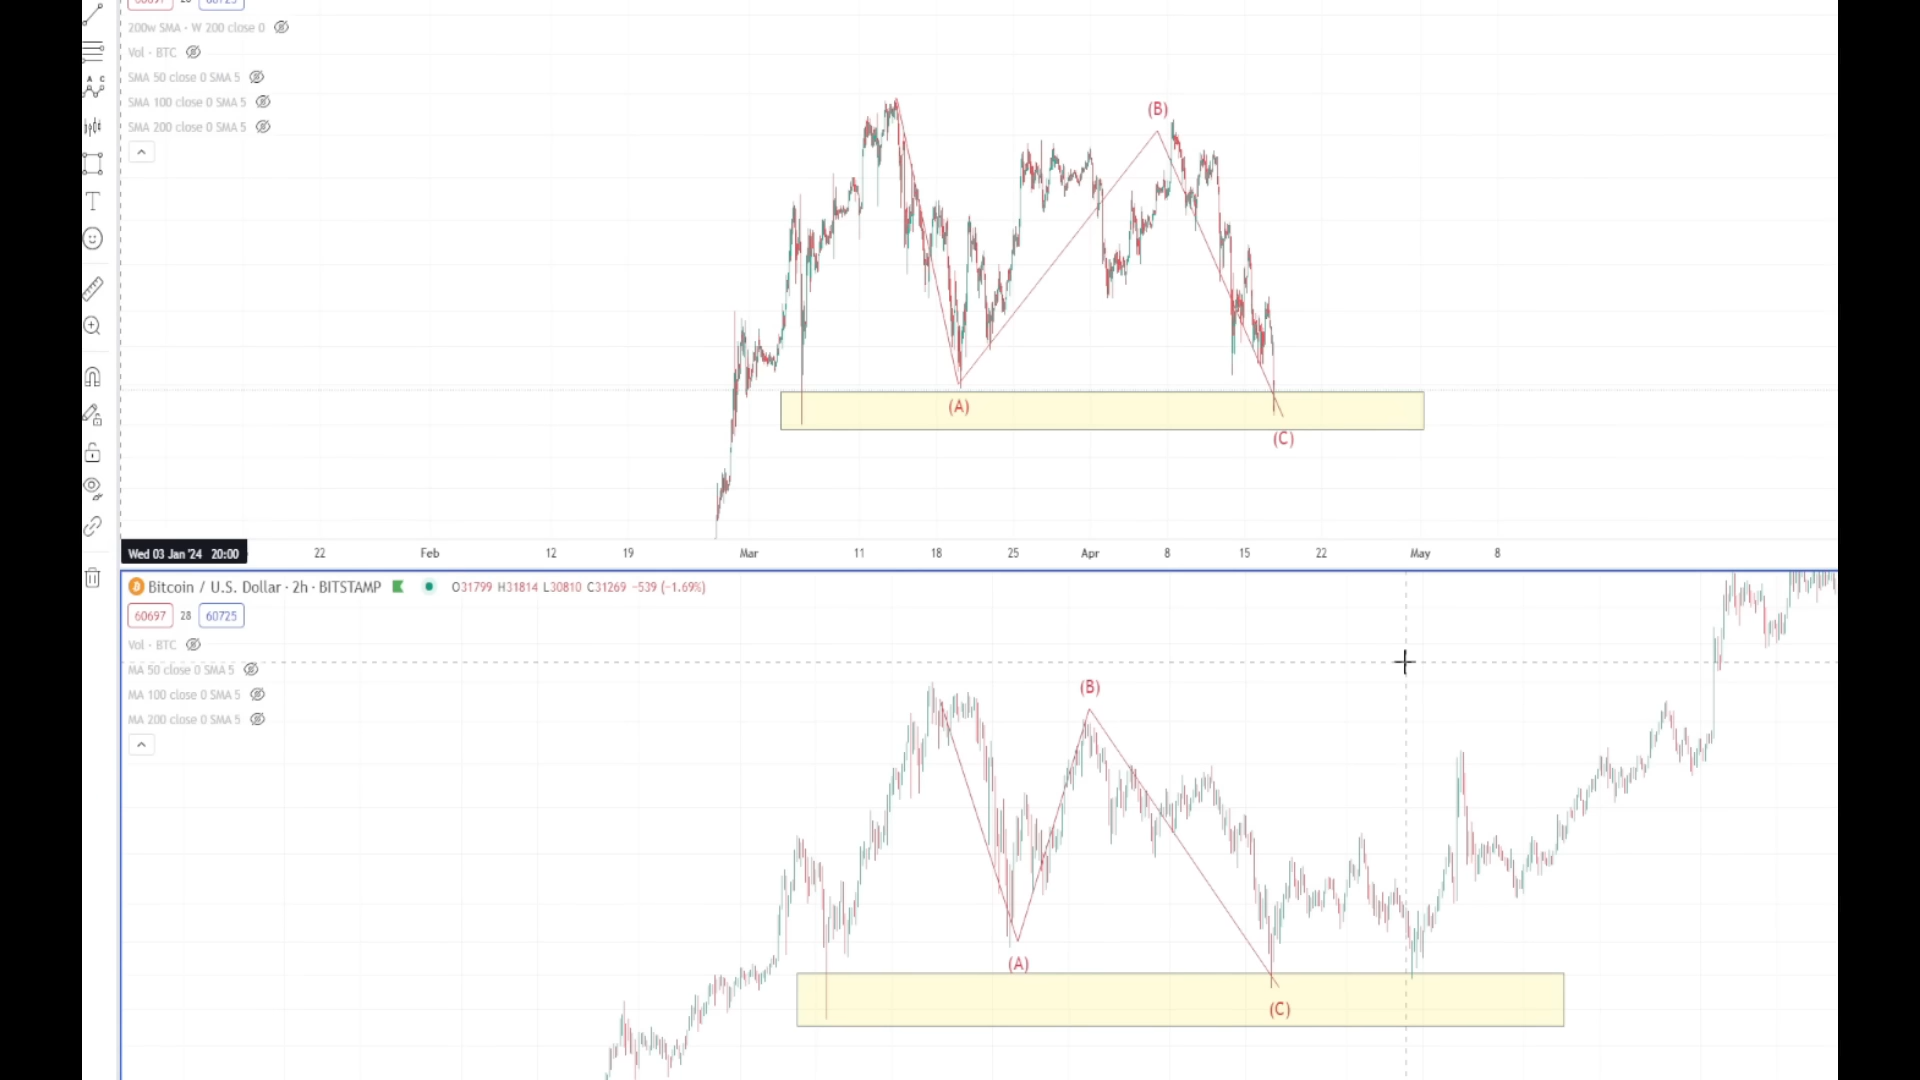 200w SMA · W 200 close 0
Vol · BTC
SMA 50 close 0 SMA 5
SMA 100 close 0 SMA 5
SMA 200 close 0 SMA 5
(B)
(A)
(C)
Wed 03 Jan '24 20:00
22 Feb 12 19 Mar 11 18 25 Apr 8 15 22 May 8
Bitcoin / U.S. Dollar · 2h · BITSTAMP O31799 H31814 L30810 C31269 −539 (−1.69%)
60697 28 60725
Vol · BTC
MA 50 close 0 SMA 5
MA 100 close 0 SMA 5
MA 200 close 0 SMA 5
(B)
(A)
(C)